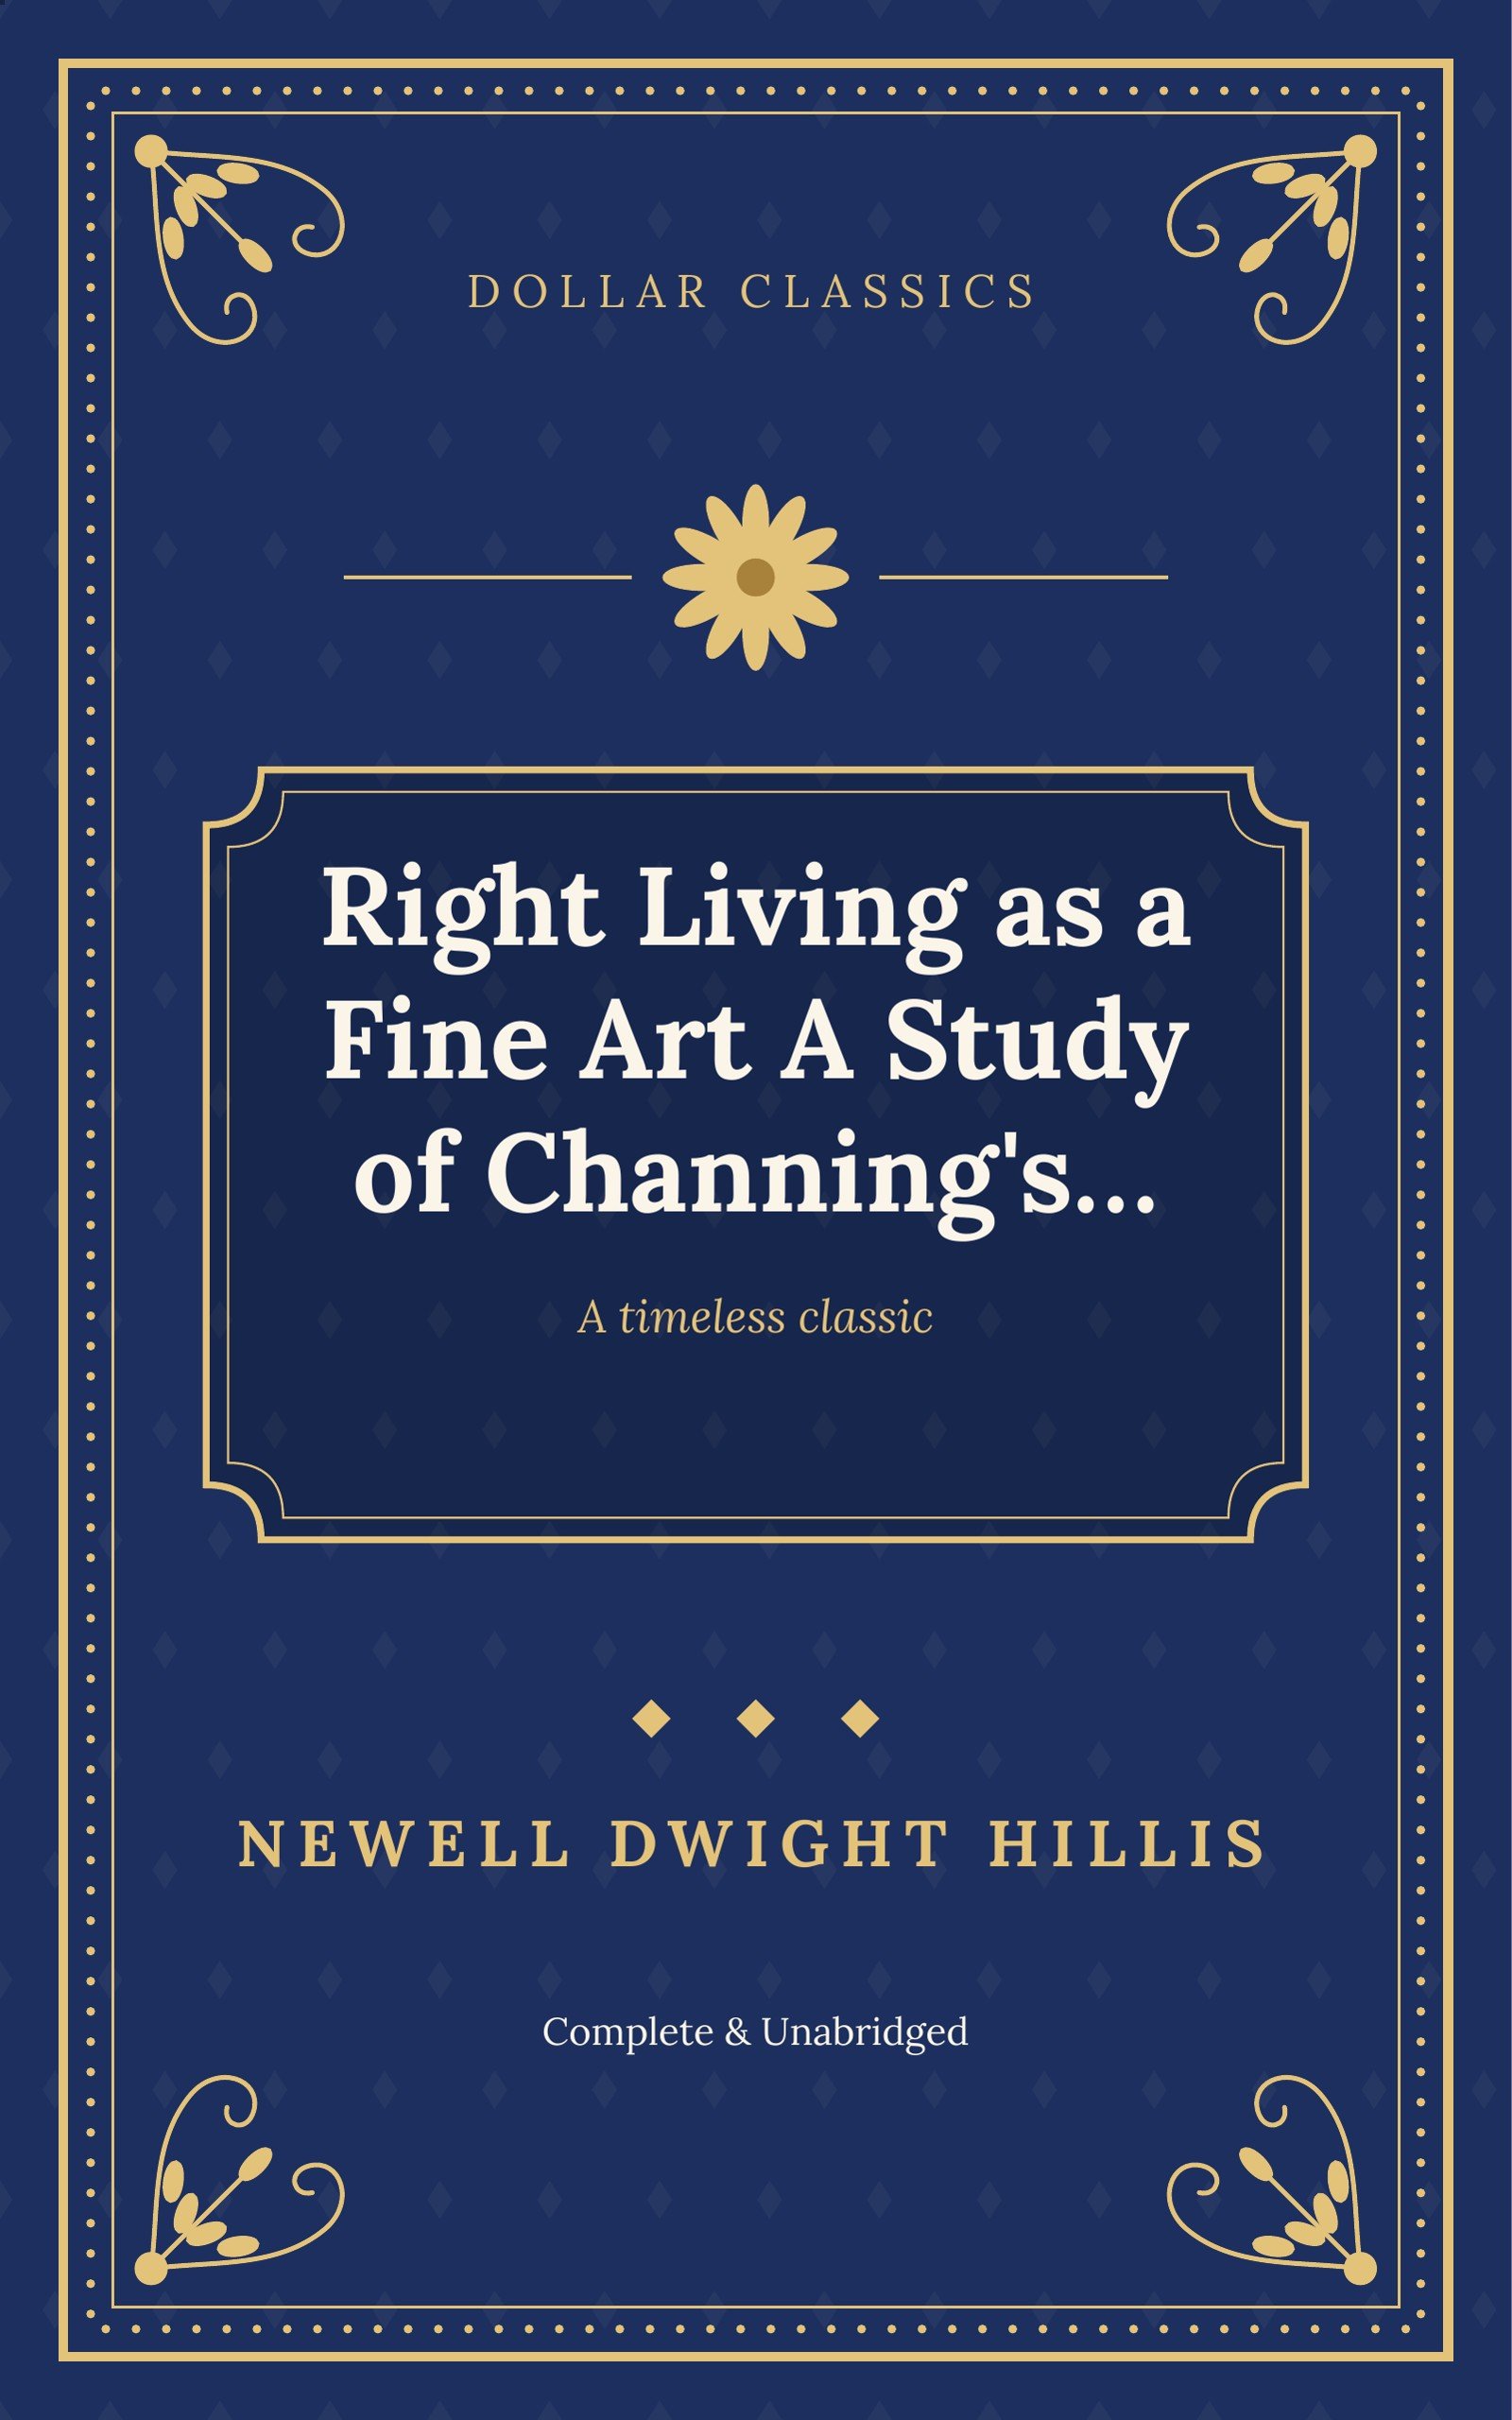 DOLLAR CLASSICS
Right Living as a
Fine Art A Study
of Channing's...
A timeless classic
NEWELL DWIGHT HILLIS
Complete & Unabridged